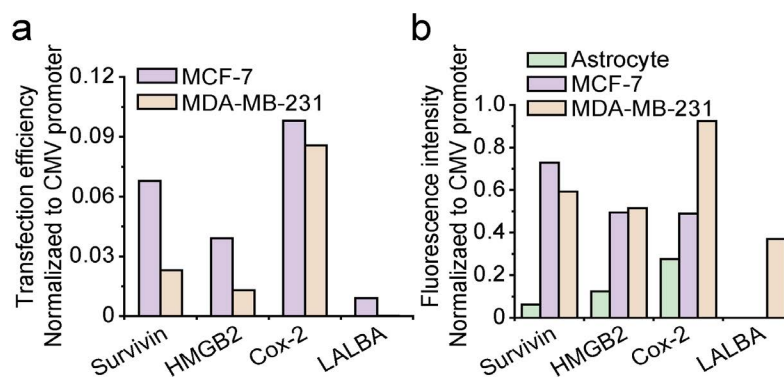 a
Transfection efficiency
Normalizaed to CMV promoter
0.12
0.09
0.06
0.03
0
MCF-7
MDA-MB-231
Survivin
HMGB2
Cox-2
LALBA
b
Fluorescence intensity
Normalizaed to CMV promoter
Astrocyte
MCF-7
MDA-MB-231
1.0
0.8
0.6
0.4
0.2
0
Survivin
HMGB2
Cox-2
LALBA